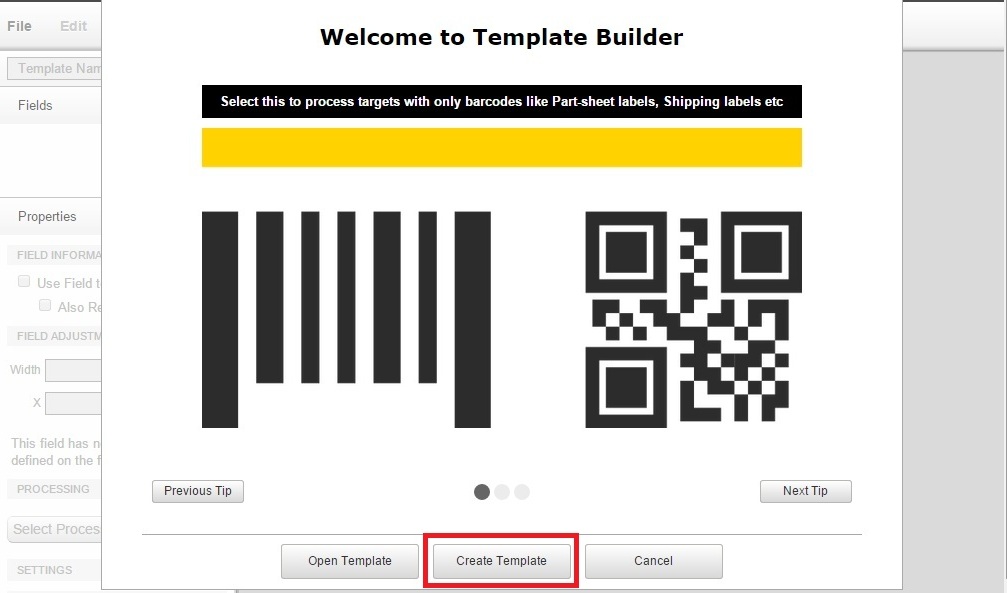 File Edit
Welcome to Template Builder
Template Nam
Select this to process targets with only barcodes like Part-sheet labels, Shipping labels etc
Fields
Properties
FIELD INFORMA
Use Field t
Also Re
FIELD ADJUSTM
Width
X
This field has n
defined on the f
PROCESSING
Previous Tip
Next Tip
Select Proces
Open Template
Create Template
Cancel
SETTINGS